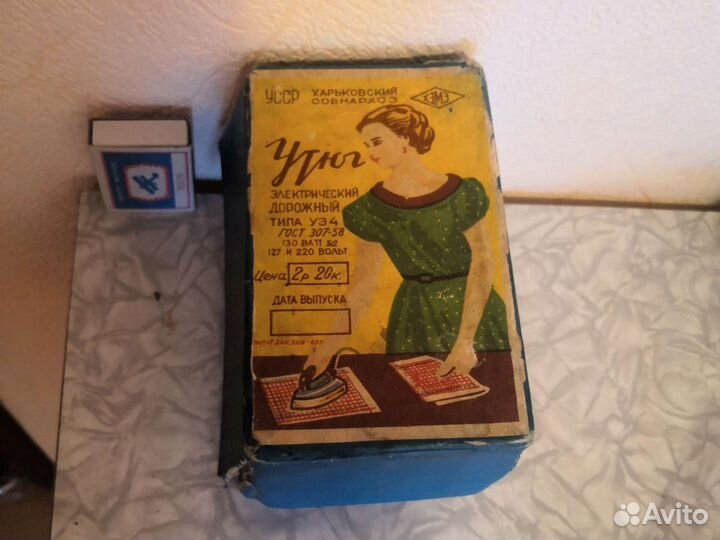 УССР ХАРЬКОВСКИЙ СОВНАРХОЗ
ХЭМЗ
Утюг
ЭЛЕКТРИЧЕСКИЙ
ДОРОЖНЫЙ
ТИПА УЭ4
ГОСТ 307-58
130 ВАТТ
127 И 220 ВОЛЬТ
Цена 2р 20к.
ДАТА ВЫПУСКА
Avito